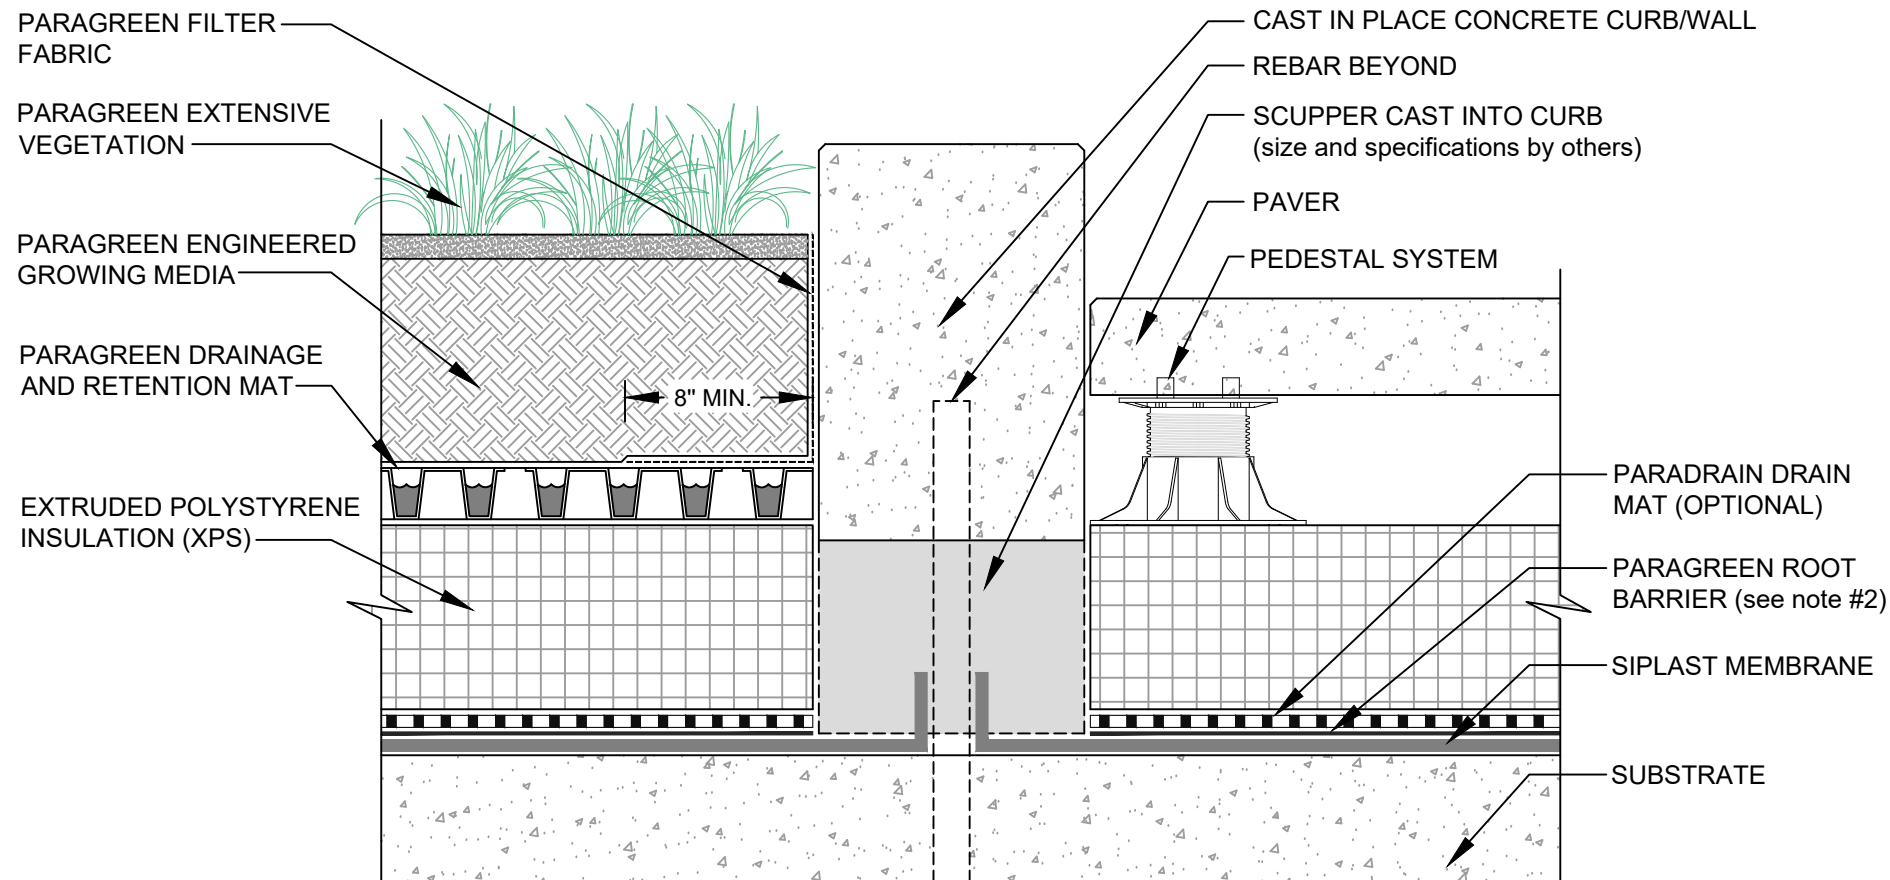 PARAGREEN FILTER
FABRIC
PARAGREEN EXTENSIVE
VEGETATION
PARAGREEN ENGINEERED
GROWING MEDIA
PARAGREEN DRAINAGE
AND RETENTION MAT
EXTRUDED POLYSTYRENE
INSULATION (XPS)
8" MIN.
CAST IN PLACE CONCRETE CURB/WALL
REBAR BEYOND
SCUPPER CAST INTO CURB
(size and specifications by others)
PAVER
PEDESTAL SYSTEM
PARADRAIN DRAIN
MAT (OPTIONAL)
PARAGREEN ROOT
BARRIER (see note #2)
SIPLAST MEMBRANE
SUBSTRATE